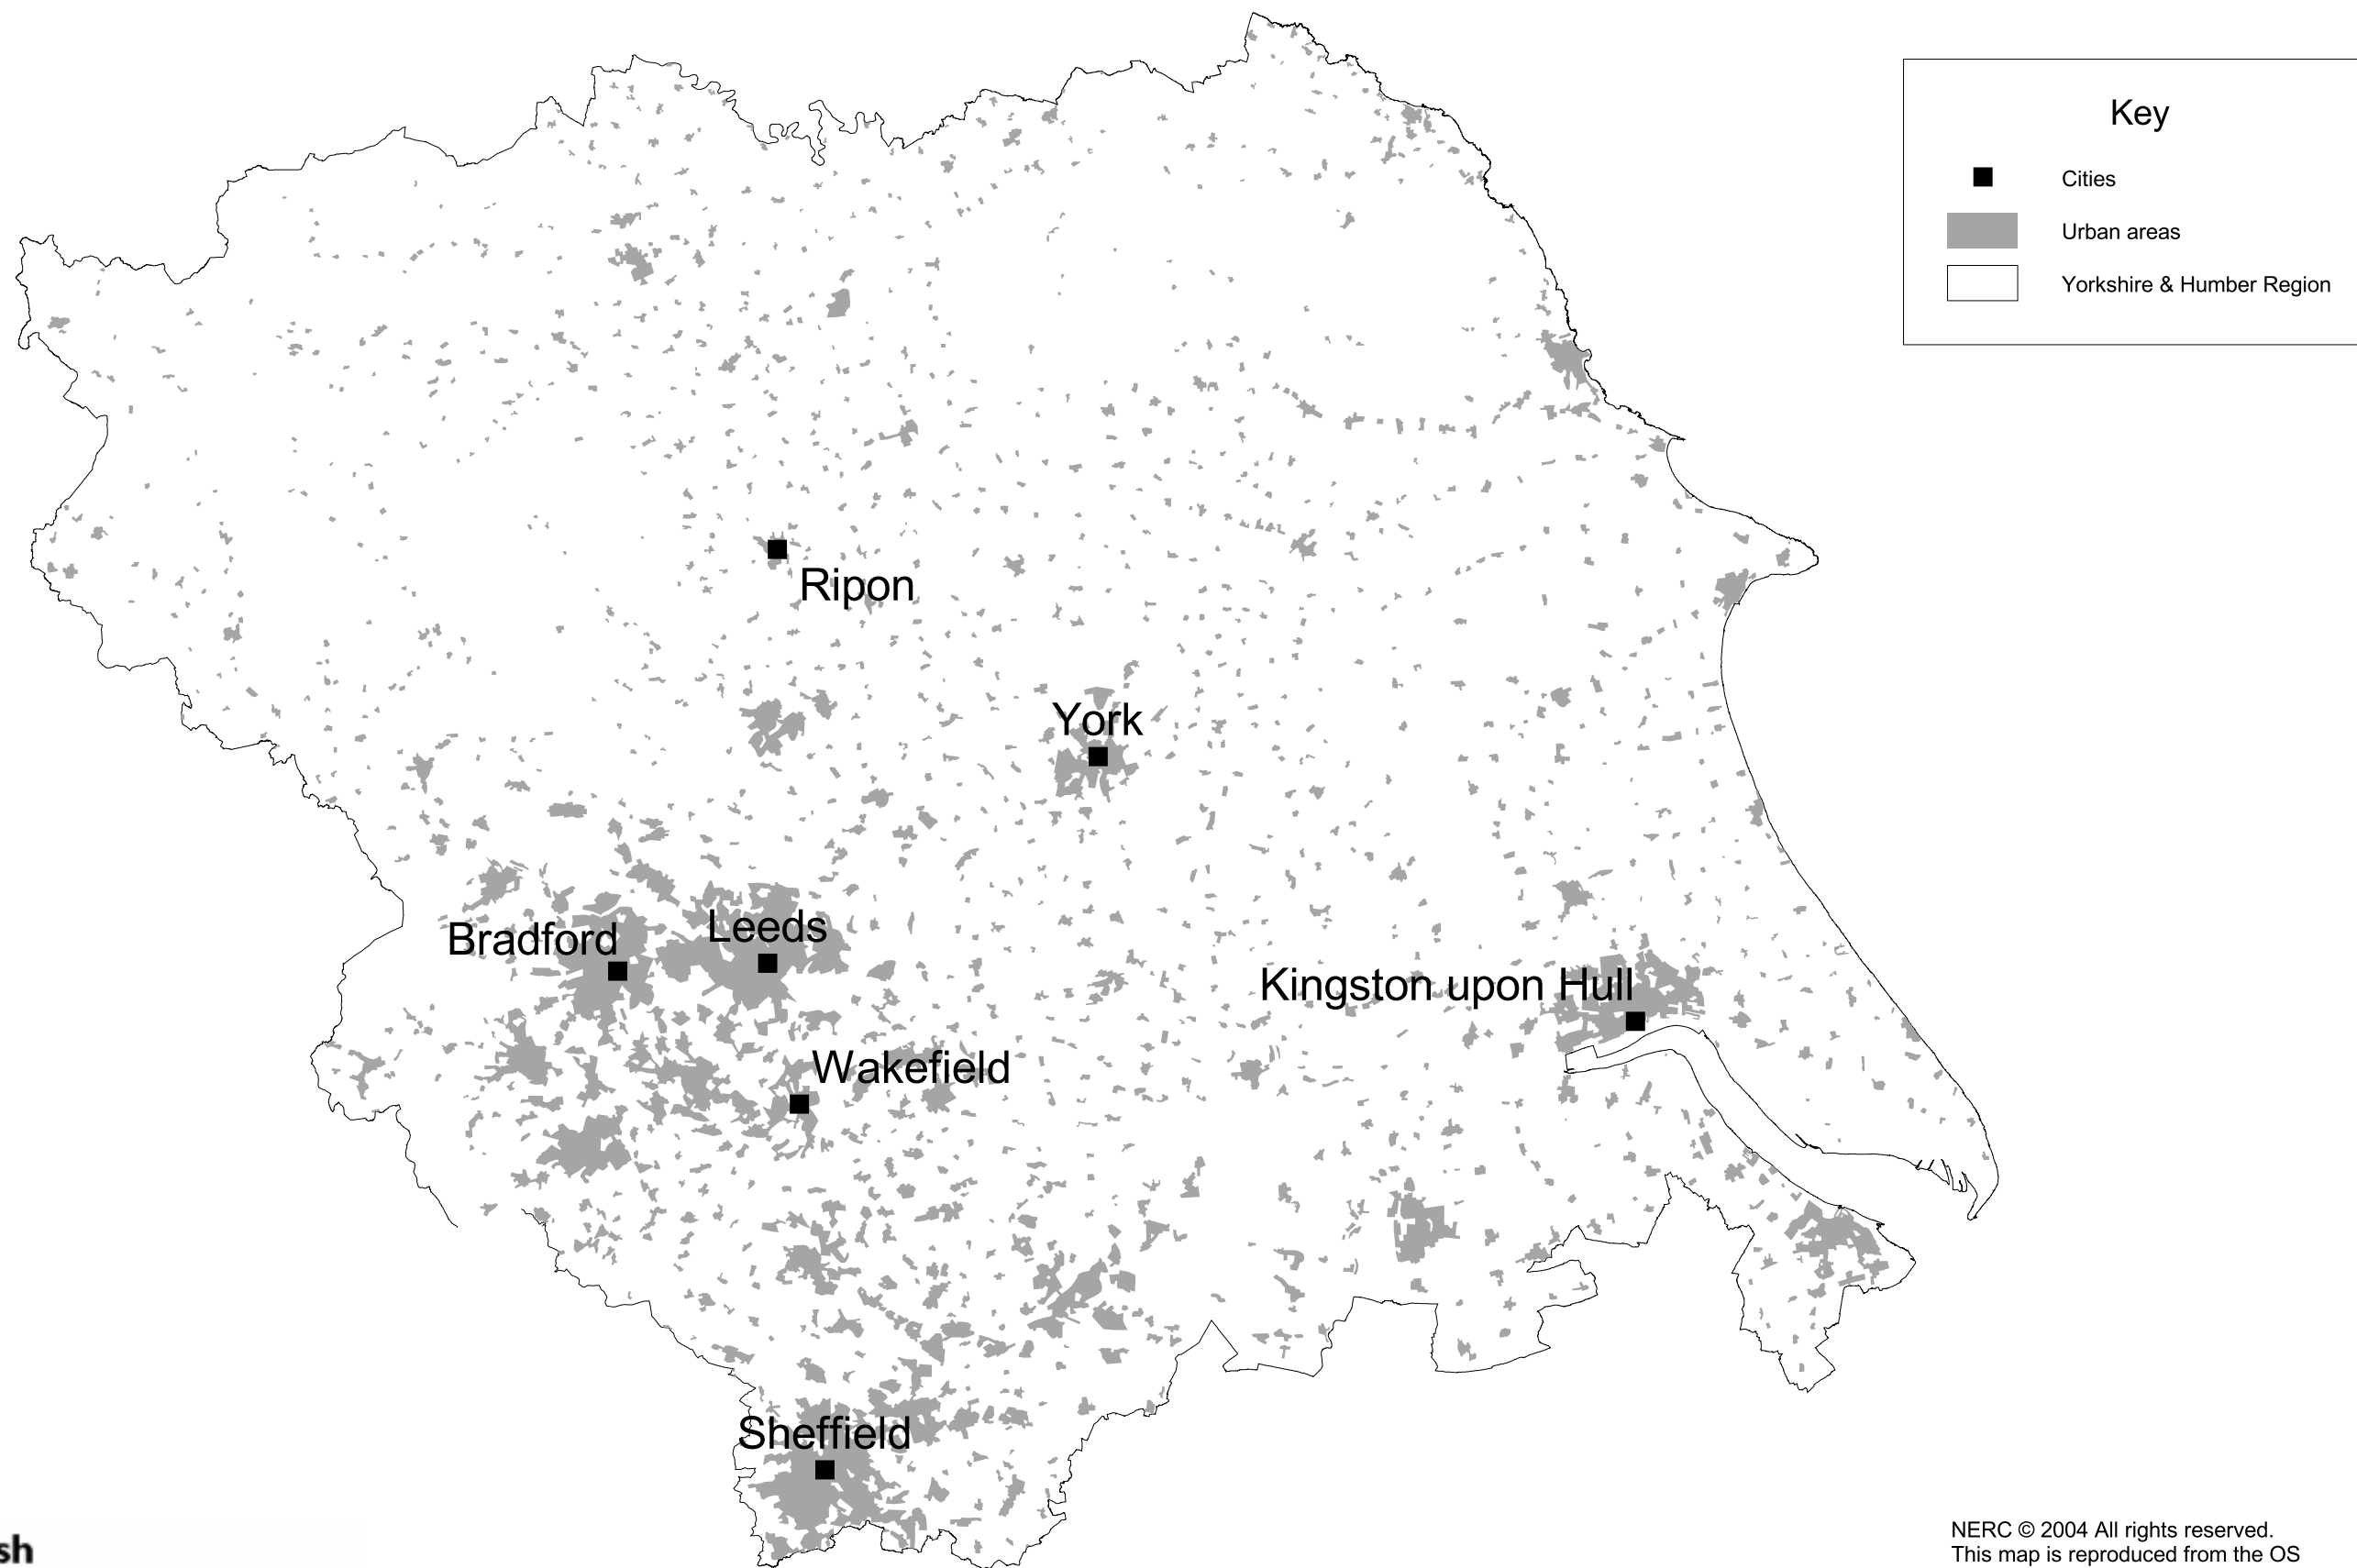 Key
Cities
Urban areas
Yorkshire & Humber Region
Ripon
York
Leeds
Bradford
Kingston upon Hull
Wakefield
Sheffield
sh
NERC © 2004 All rights reserved.
This map is reproduced from the OS